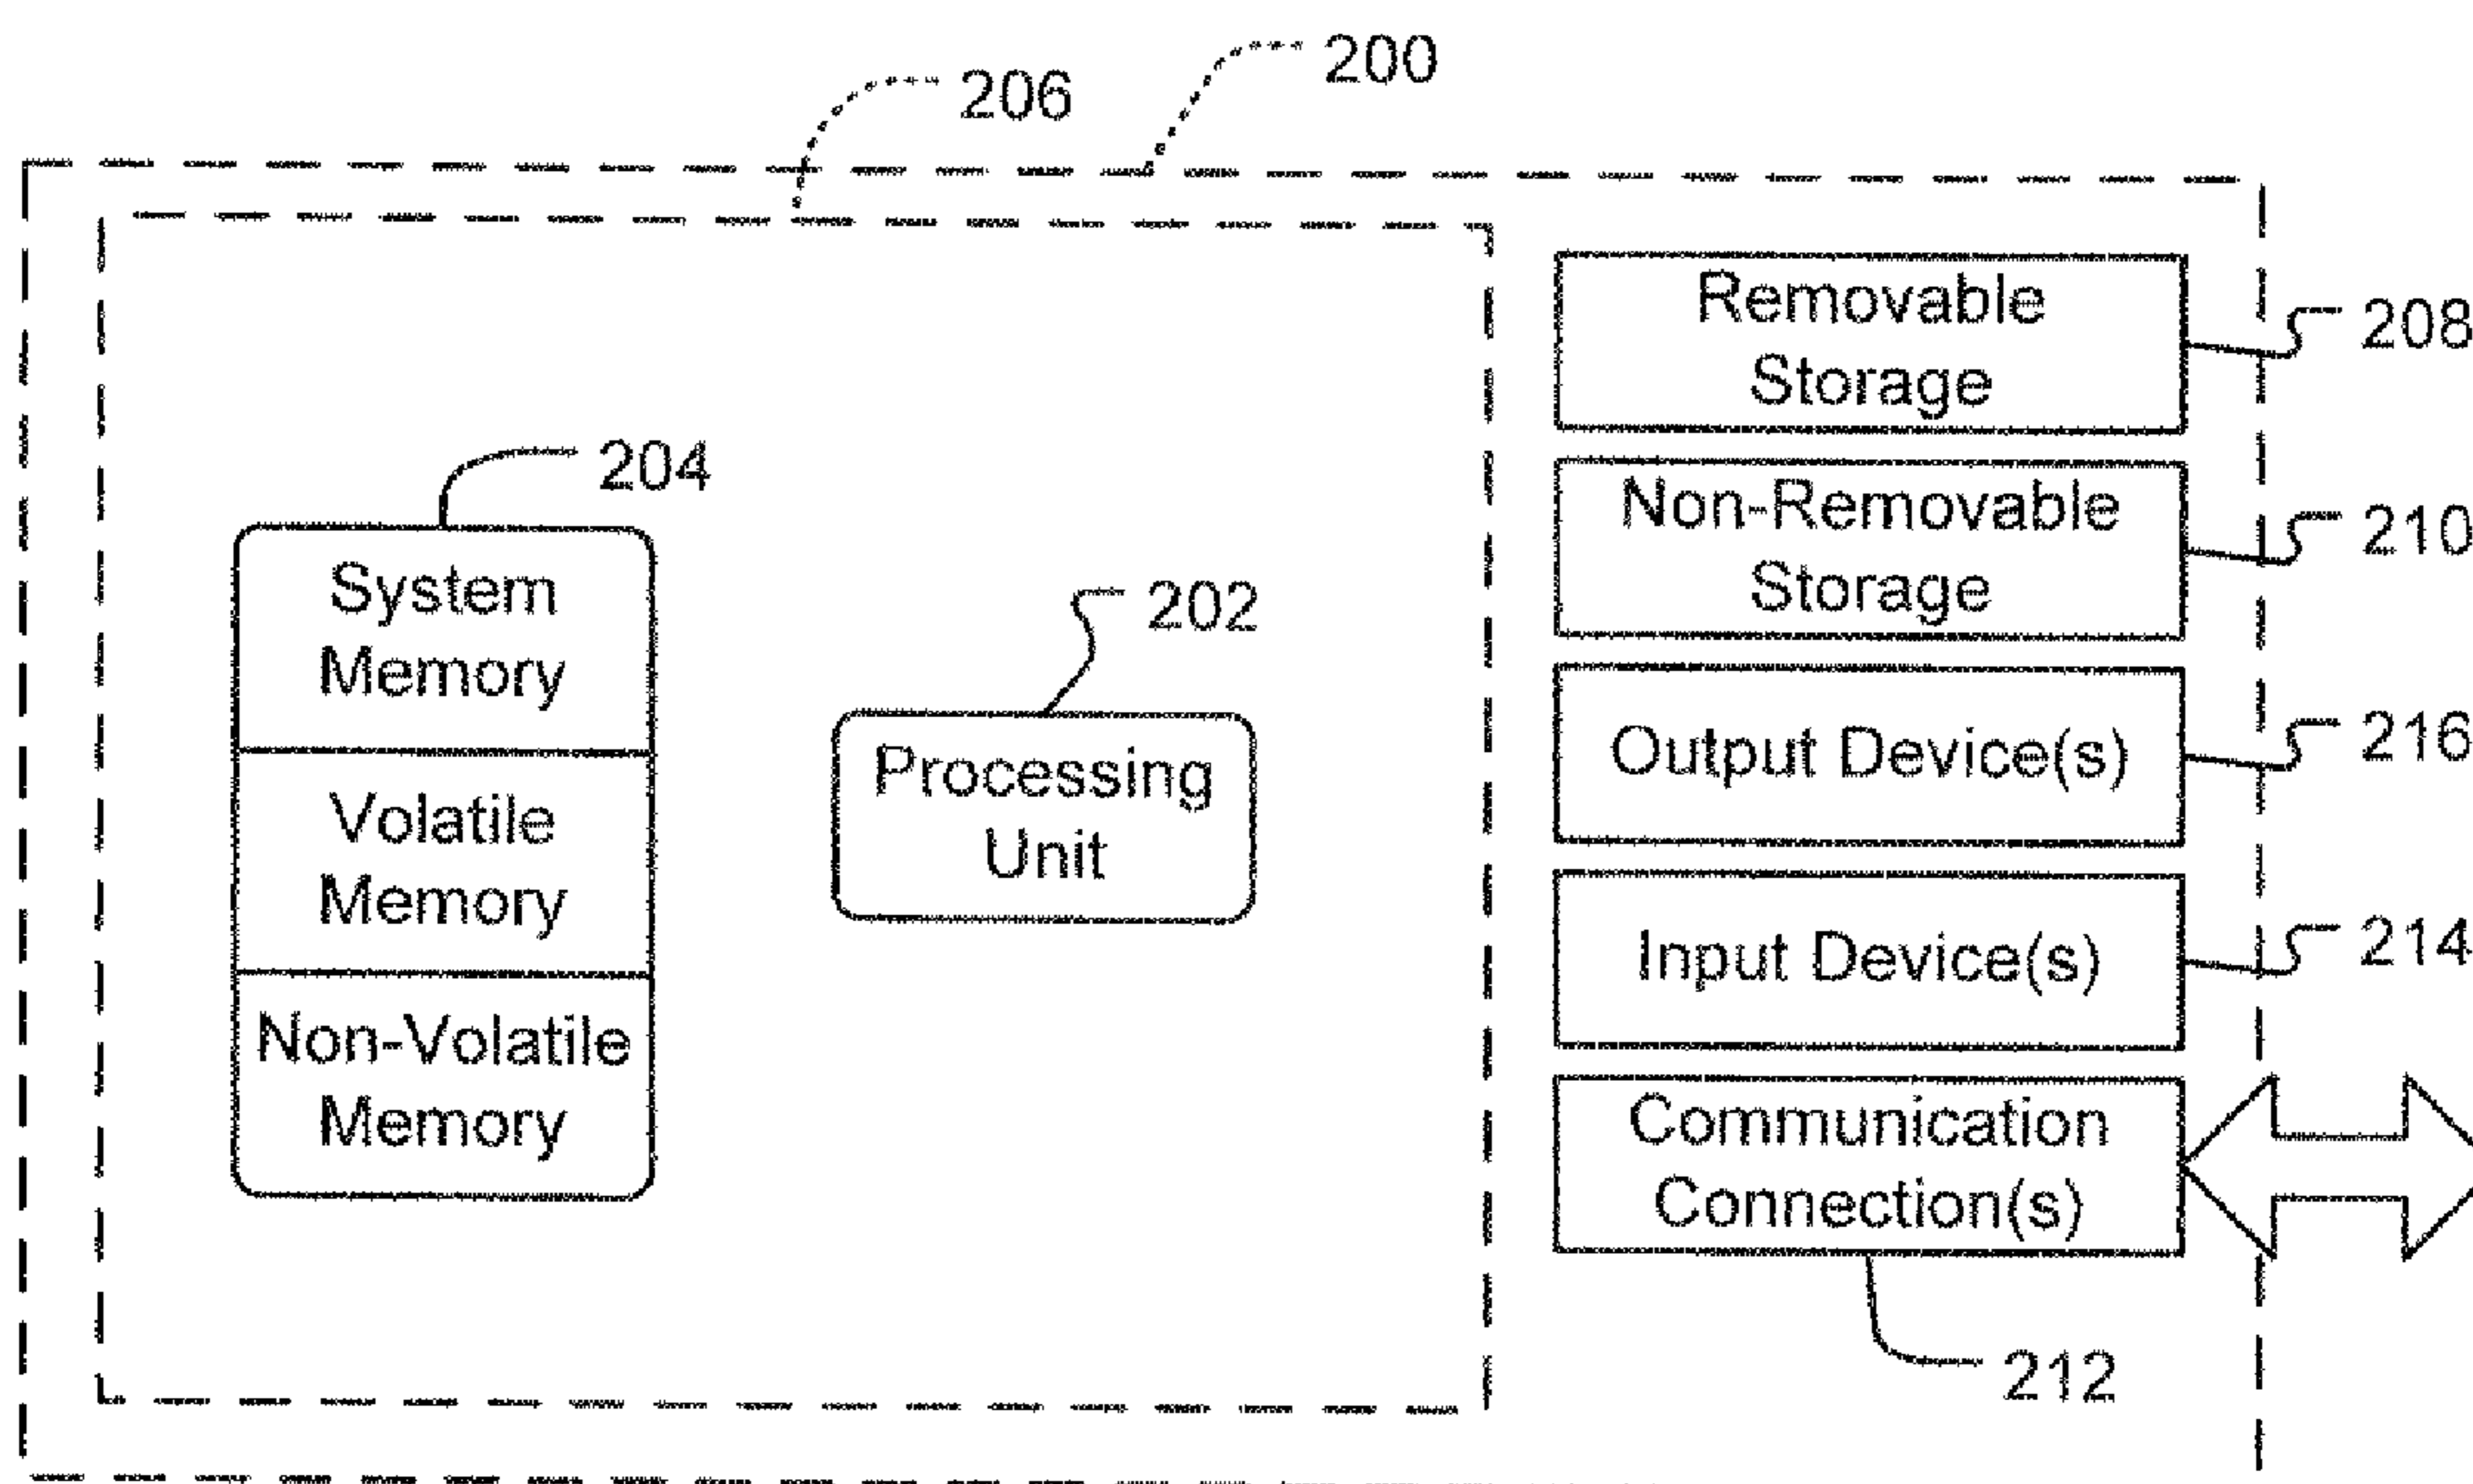 200
206
Removable
Storage
208
204
Non-Removable
Storage
210
System
Memory
202
Output Device(s)
216
Processing
Unit
Volatile
Memory
Input Device(s)
214
Non-Volatile
Memory
Communication
Connection(s)
212